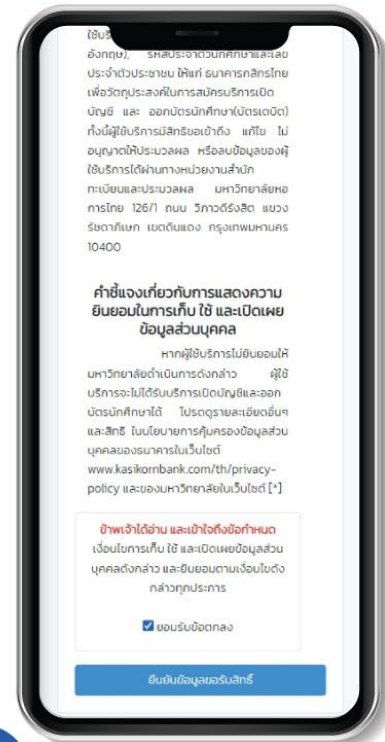 ใช้บริ
อังกฤษ), รหัสประจำตัวนักศึกษาและเลข
ประจำตัวประชาชน ให้แก่ ธนาคารกสิกรไทย
เพื่อวัตถุประสงค์ในการสมัครบริการเปิด
บัญชี และ ออกบัตรนักศึกษา(บัตรเดบิต)
ทั้งนี้ผู้ใช้บริการมีสิทธิขอเข้าถึง แก้ไข ไม่
อนุญาตให้ประมวลผล หรือลบข้อมูลของผู้
ใช้บริการได้ผ่านทางหน่วยงานสำนัก
ทะเบียนและประมวลผล มหาวิทยาลัยหอ
การไทย 126/1 ถนน วิภาวดีรังสิต แขวง
รัชดาภิเษก เขตดินแดง กรุงเทพมหานคร
10400
คำชี้แจงเกี่ยวกับการแสดงความ
ยินยอมในการเก็บ ใช้ และเปิดเผย
ข้อมูลส่วนบุคคล
หากผู้ใช้บริการไม่ยินยอมให้
มหาวิทยาลัยดำเนินการดังกล่าว ผู้ใช้
บริการจะไม่ได้รับบริการเปิดบัญชีและออก
บัตรนักศึกษาได้ โปรดดูรายละเอียดอื่นๆ
และสิทธิ ในนโยบายการคุ้มครองข้อมูลส่วน
บุคคลของธนาคารในเว็บไซต์
www.kasikornbank.com/th/privacy-
policy และของมหาวิทยาลัยในเว็บไซต์ [*]
ข้าพเจ้าได้อ่าน และเข้าใจถึงข้อกำหนด
เงื่อนไขการเก็บ ใช้ และเปิดเผยข้อมูลส่วน
บุคคลดังกล่าว และยินยอมตามเงื่อนไขดัง
กล่าวทุกประการ
ยอมรับข้อตกลง
ยืนยันข้อมูลขอรับสิทธิ์